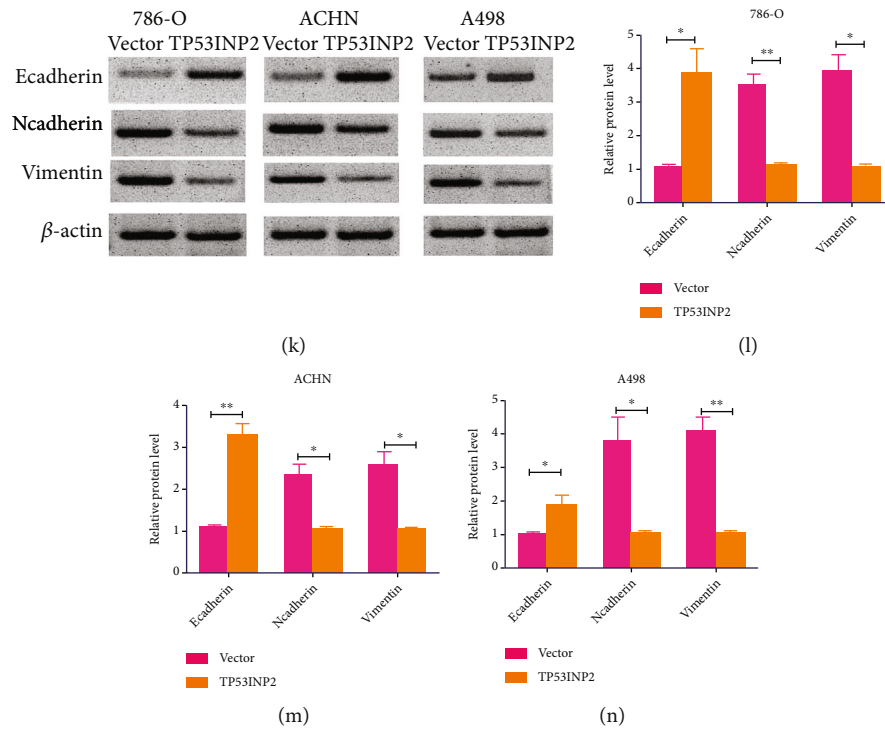 786-O ACHN A498
Vector TP53INP2 Vector TP53INP2 Vector TP53INP2
Ecadherin
Ncadherin
Vimentin
β-actin
(k)
786-O
Relative protein level
5
4
3
2
1
0
* ** *
Ecadherin Ncadherin Vimentin
Vector
TP53INP2
(l)
ACHN
Relative protein level
4
3
2
1
0
** * *
Ecadherin Ncadherin Vimentin
Vector
TP53INP2
(m)
A498
Relative protein level
5
4
3
2
1
0
* * **
Ecadherin Ncadherin Vimentin
Vector
TP53INP2
(n)